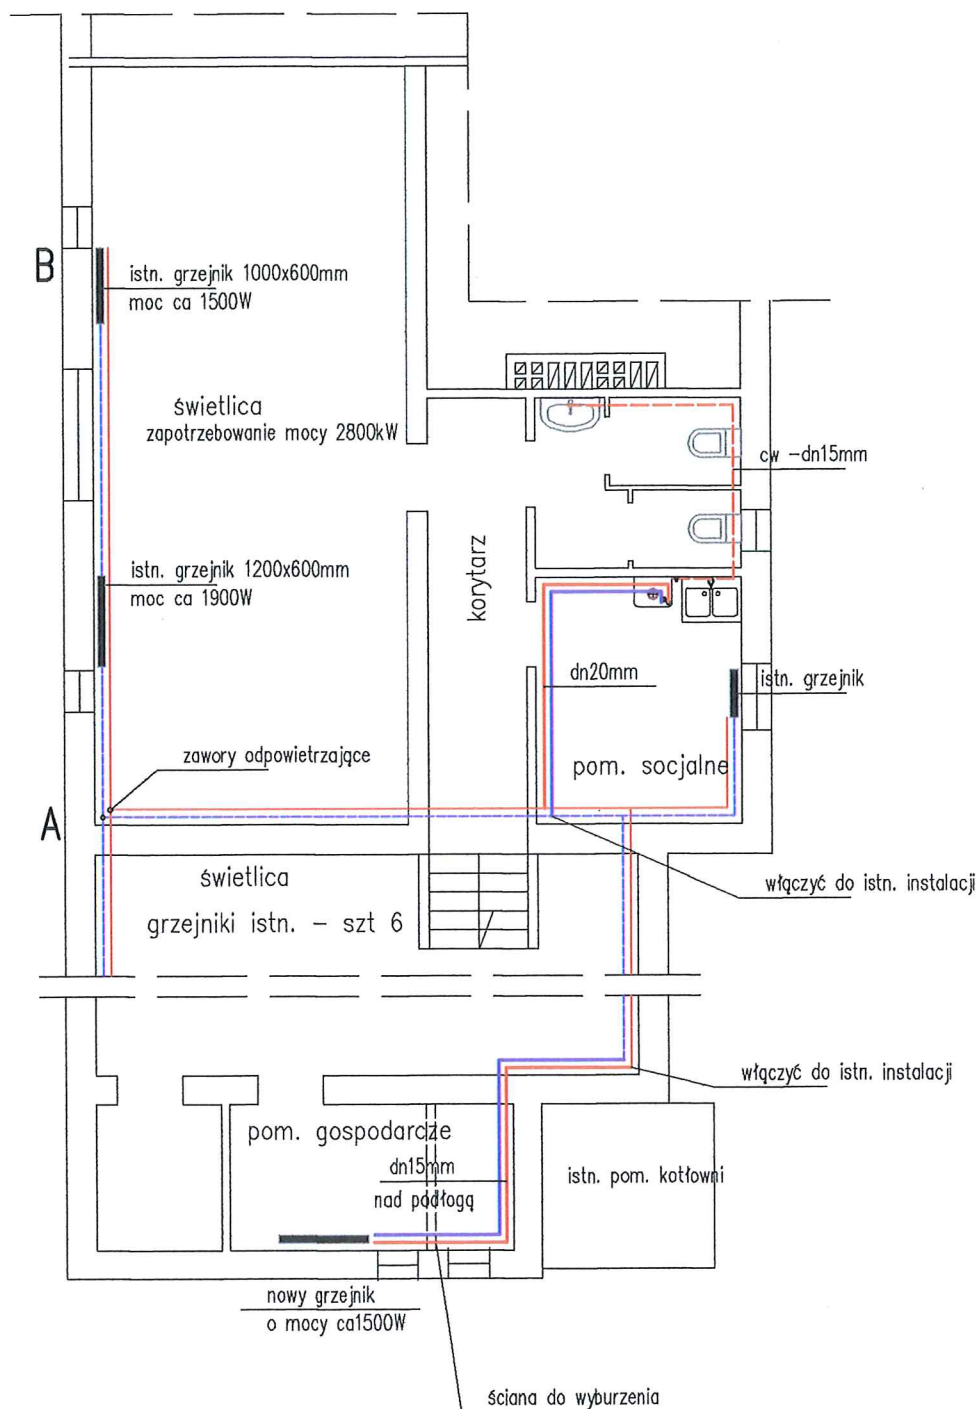 B
istn. grzejnik 1000x600mm
moc ca 1500W
świetlica
zapotrzebowanie mocy 2800kW
cw -dn15mm
istn. grzejnik 1200x600mm
moc ca 1900W
korytarz
dn20mm
istn. grzejnik
zawory odpowietrzające
pom. socjalne
A
świetlica
włączyć do istn. instalacji
grzejniki istn. - szt 6
włączyć do istn. instalacji
pom. gospodarcze
dn15mm
nad podłogą
istn. pom. kotłowni
nowy grzejnik
o mocy ca1500W
ściana do wyburzenia